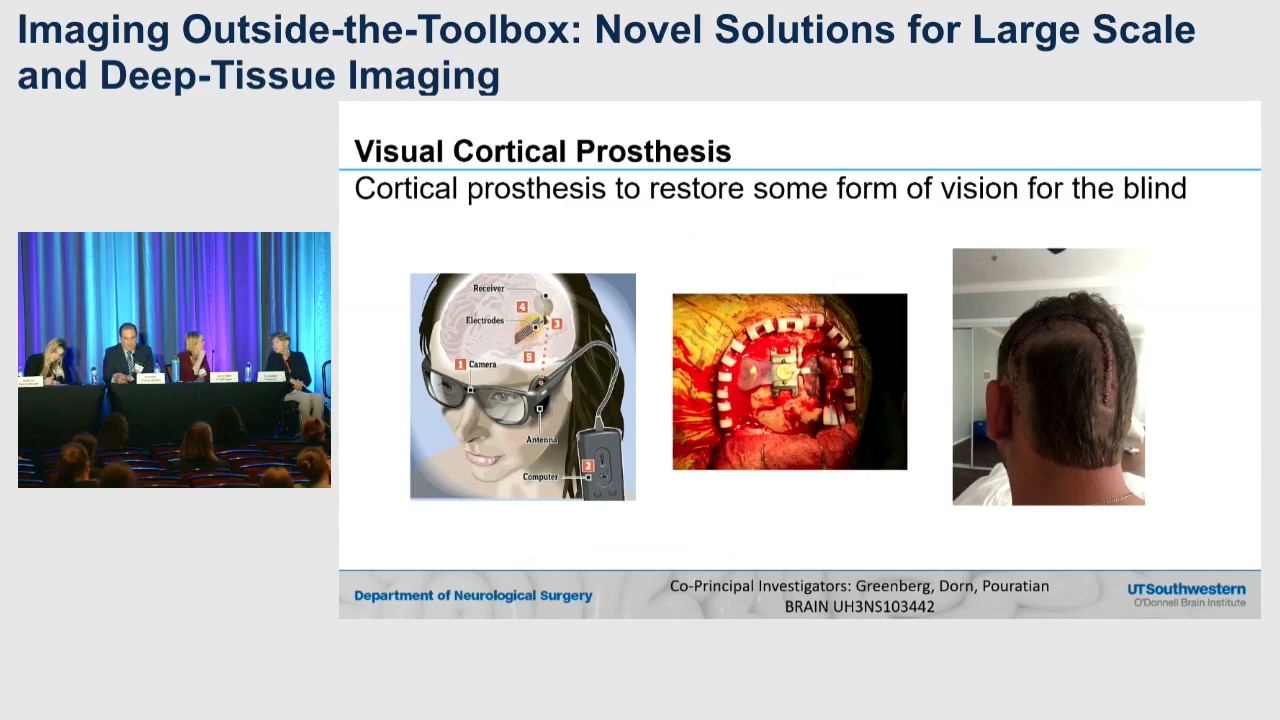 Imaging Outside-the-Toolbox: Novel Solutions for Large Scale
and Deep-Tissue Imaging
Visual Cortical Prosthesis
Cortical prosthesis to restore some form of vision for the blind
Receiver
4
Electrodes
3
5
1 Camera
Antenna
2
Computer
Department of Neurological Surgery
Co-Principal Investigators: Greenberg, Dorn, Pouratian
BRAIN UH3NS103442
UTSouthwestern
O'Donnell Brain Institute